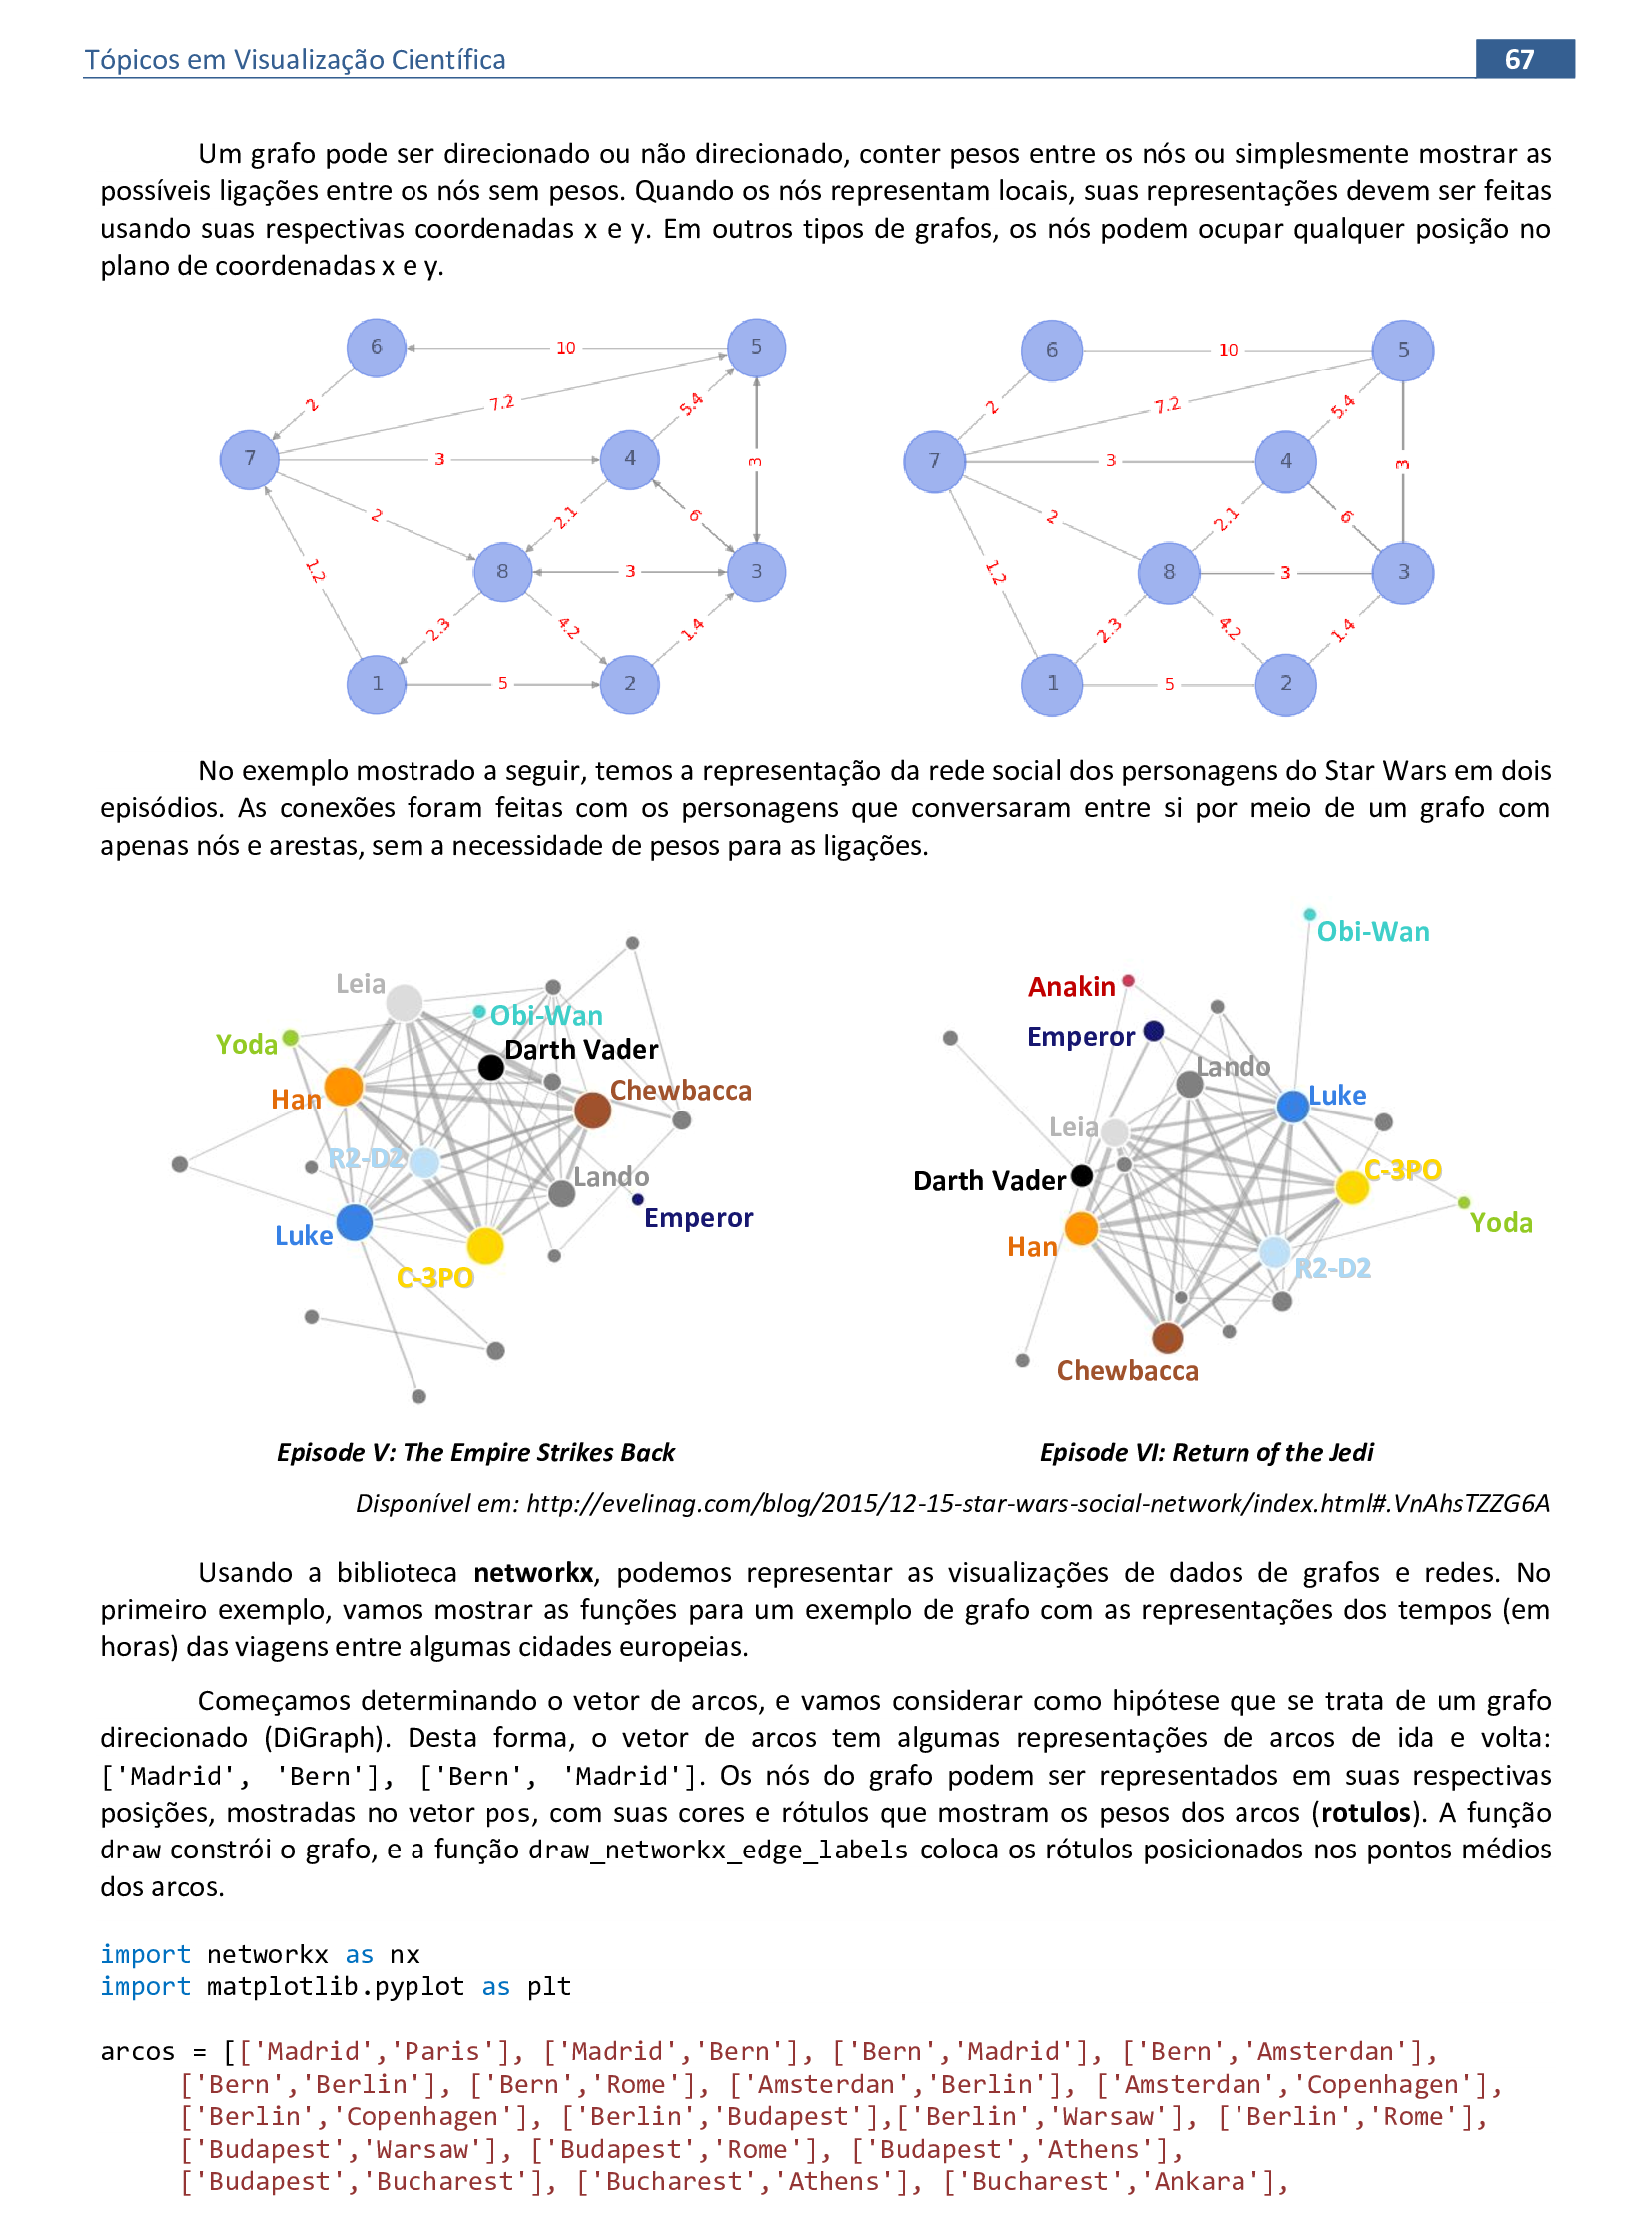 Tópicos em Visualização Científica 67
Um grafo pode ser direcionado ou não direcionado, conter pesos entre os nós ou simplesmente mostrar as
possíveis ligações entre os nós sem pesos. Quando os nós representam locais, suas representações devem ser feitas
usando suas respectivas coordenadas x e y. Em outros tipos de grafos, os nós podem ocupar qualquer posição no
plano de coordenadas x e y.
6 10 5
2 7.2 5.4
7 3 4 3
2 2.1 6
1.2 8 3 3
2.3 4.2 1.4
1 5 2
6 10 5
2 7.2 5.4
7 3 4 3
2 2.1 6
1.2 8 3 3
2.3 4.2 1.4
1 5 2
No exemplo mostrado a seguir, temos a representação da rede social dos personagens do Star Wars em dois
episódios. As conexões foram feitas com os personagens que conversaram entre si por meio de um grafo com
apenas nós e arestas, sem a necessidade de pesos para as ligações.
Leia
Obi-Wan
Yoda
Darth Vader
Han
Chewbacca
R2-D2
Lando
Emperor
Luke
C-3PO
Obi-Wan
Anakin
Emperor
Lando
Luke
Leia
C-3PO
Darth Vader
Yoda
Han
R2-D2
Chewbacca
Episode V: The Empire Strikes Back
Episode VI: Return of the Jedi
Disponível em: http://evelinag.com/blog/2015/12-15-star-wars-social-network/index.html#.VnAhsTZZG6A
Usando a biblioteca networkx, podemos representar as visualizações de dados de grafos e redes. No
primeiro exemplo, vamos mostrar as funções para um exemplo de grafo com as representações dos tempos (em
horas) das viagens entre algumas cidades europeias.
Começamos determinando o vetor de arcos, e vamos considerar como hipótese que se trata de um grafo
direcionado (DiGraph). Desta forma, o vetor de arcos tem algumas representações de arcos de ida e volta:
['Madrid', 'Bern'], ['Bern', 'Madrid']. Os nós do grafo podem ser representados em suas respectivas
posições, mostradas no vetor pos, com suas cores e rótulos que mostram os pesos dos arcos (rotulos). A função
draw constrói o grafo, e a função draw_networkx_edge_labels coloca os rótulos posicionados nos pontos médios
dos arcos.
import networkx as nx
import matplotlib.pyplot as plt
arcos = [['Madrid','Paris'], ['Madrid','Bern'], ['Bern','Madrid'], ['Bern','Amsterdan'],
['Bern','Berlin'], ['Bern','Rome'], ['Amsterdan','Berlin'], ['Amsterdan','Copenhagen'],
['Berlin','Copenhagen'], ['Berlin','Budapest'],['Berlin','Warsaw'], ['Berlin','Rome'],
['Budapest','Warsaw'], ['Budapest','Rome'], ['Budapest','Athens'],
['Budapest','Bucharest'], ['Bucharest','Athens'], ['Bucharest','Ankara'],